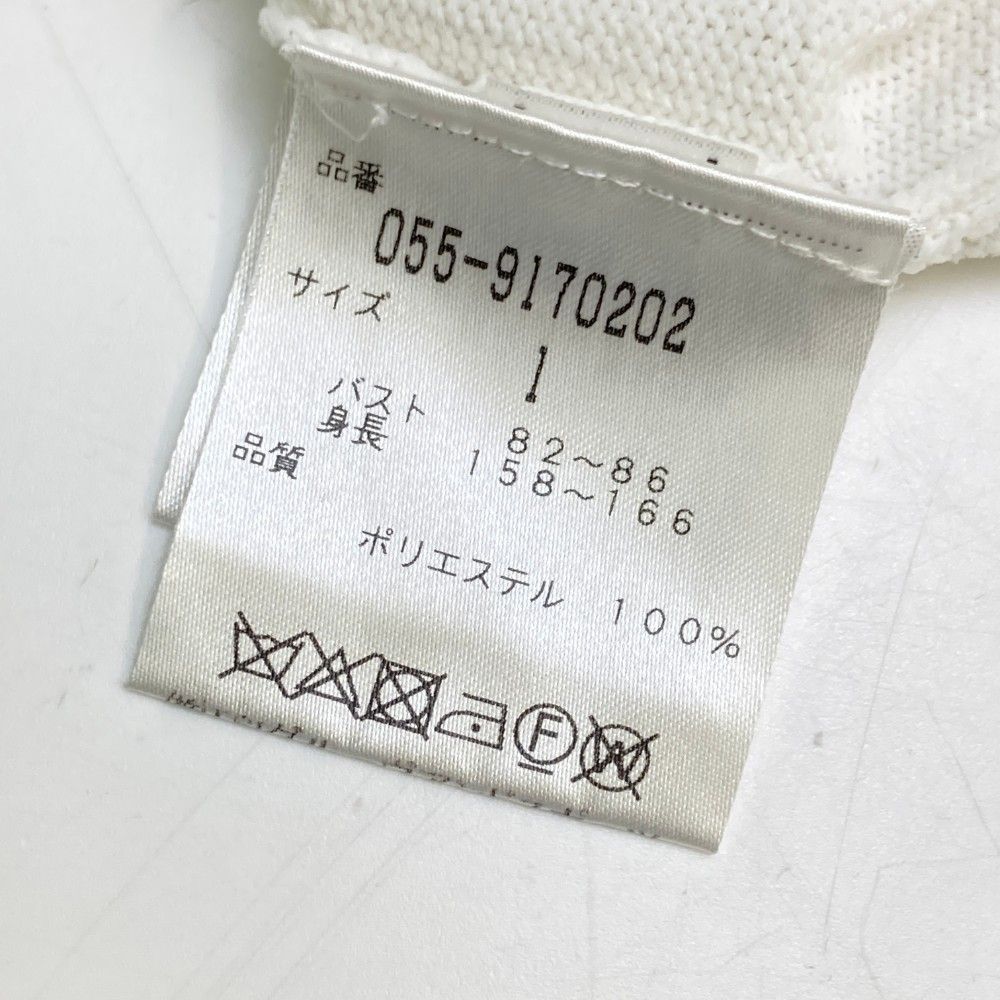 品番
055-9170202
サイズ
1
バスト 82～86
身長 158～166
品質
ポリエステル 100%
F
W